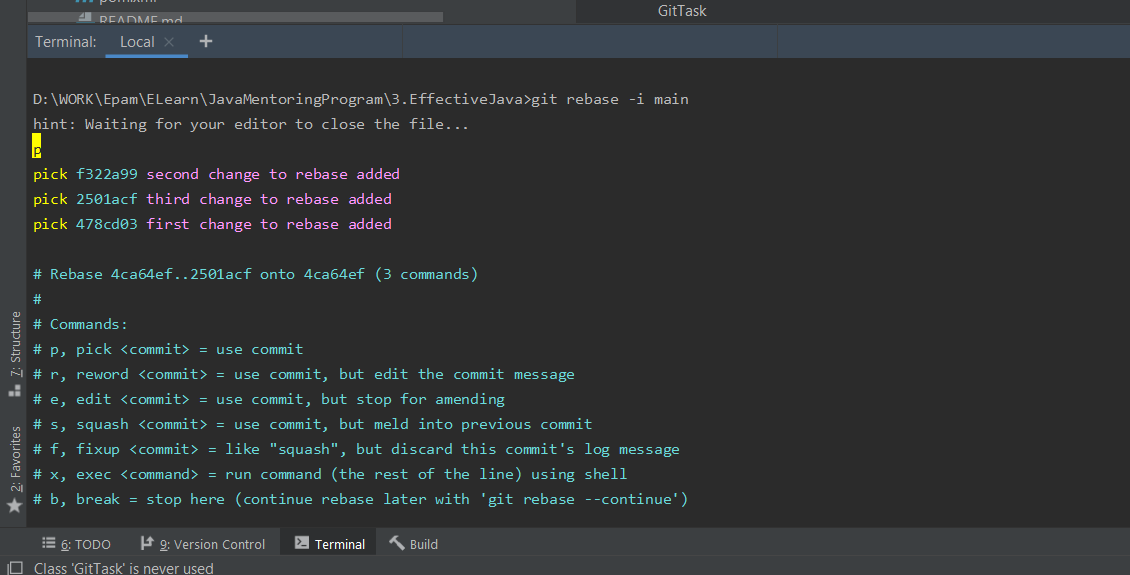 GitTask
README.md
Terminal: Local × +
D:\WORK\Epam\ELearn\JavaMentoringProgram\3.EffectiveJava>git rebase -i main
hint: Waiting for your editor to close the file...
p
pick f322a99 second change to rebase added
pick 2501acf third change to rebase added
pick 478cd03 first change to rebase added
# Rebase 4ca64ef..2501acf onto 4ca64ef (3 commands)
#
# Commands:
# p, pick <commit> = use commit
# r, reword <commit> = use commit, but edit the commit message
# e, edit <commit> = use commit, but stop for amending
# s, squash <commit> = use commit, but meld into previous commit
# f, fixup <commit> = like "squash", but discard this commit's log message
# x, exec <command> = run command (the rest of the line) using shell
# b, break = stop here (continue rebase later with 'git rebase --continue')
7: Structure
2: Favorites
6: TODO 9: Version Control Terminal Build
Class 'GitTask' is never used